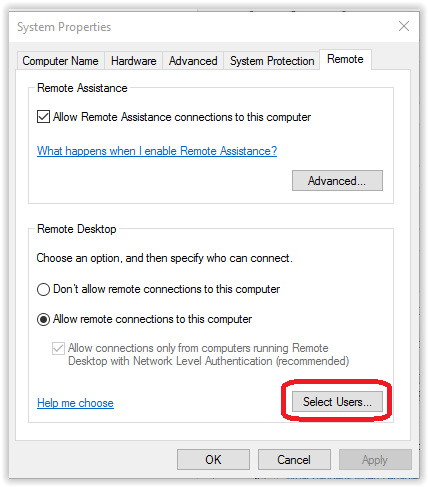 System Properties
Computer Name Hardware Advanced System Protection Remote
Remote Assistance
Allow Remote Assistance connections to this computer
What happens when I enable Remote Assistance?
Advanced...
Remote Desktop
Choose an option, and then specify who can connect.
Don't allow remote connections to this computer
Allow remote connections to this computer
Allow connections only from computers running Remote
Desktop with Network Level Authentication (recommended)
Help me choose
Select Users...
OK Cancel Apply